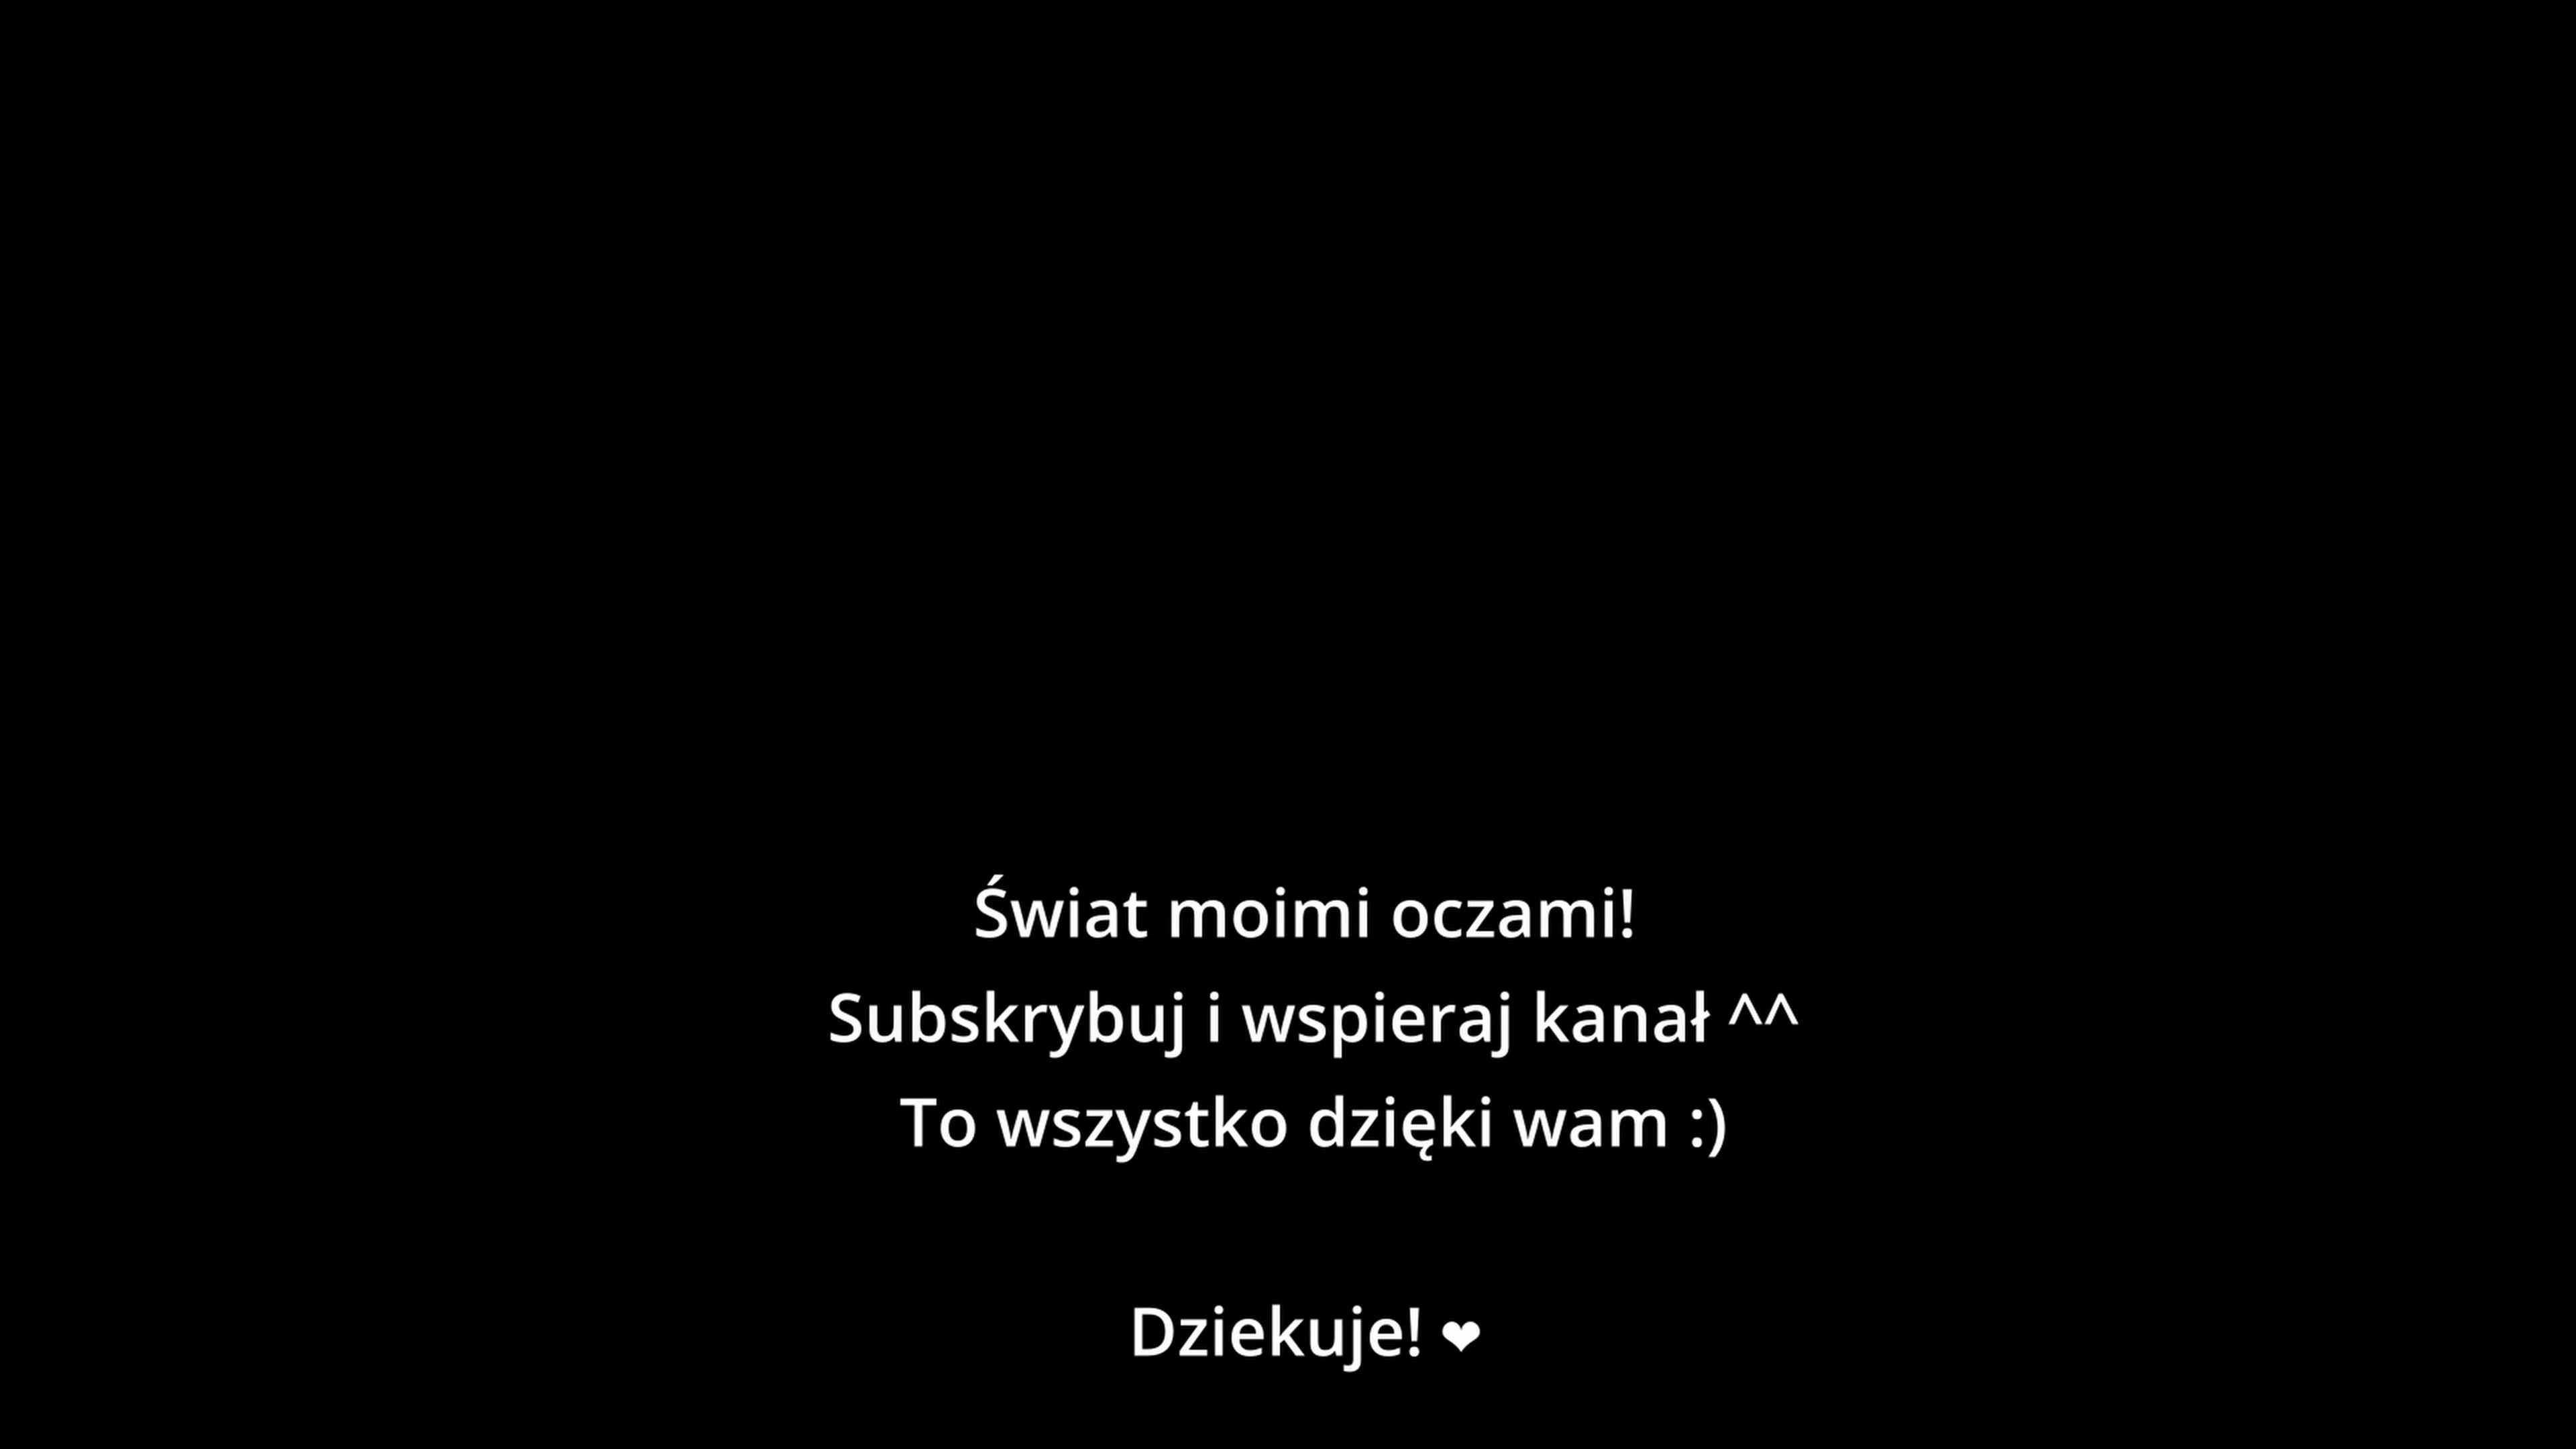 Świat moimi oczami!
Subskrybuj i wspieraj kanał ^^
To wszystko dzięki wam :)
Dziekuje! ❤